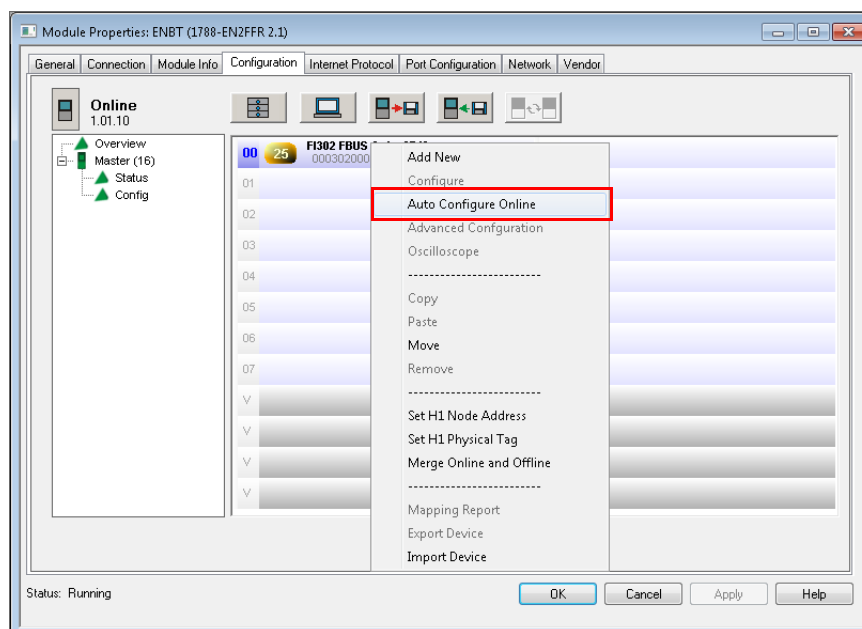 Module Properties: ENBT (1788-EN2FFR 2.1)
General Connection Module Info Configuration Internet Protocol Port Configuration Network Vendor
Online
1.01.10
Overview
Master (16)
Status
Config
00 25 FI302 FBUS
000302000
01
02
03
04
05
06
07
V
V
V
V
Add New
Configure
Auto Configure Online
Advanced Confguration
Oscilloscope
-------------------------
Copy
Paste
Move
Remove
-------------------------
Set H1 Node Address
Set H1 Physical Tag
Merge Online and Offline
-------------------------
Mapping Report
Export Device
Import Device
Status: Running
OK Cancel Apply Help